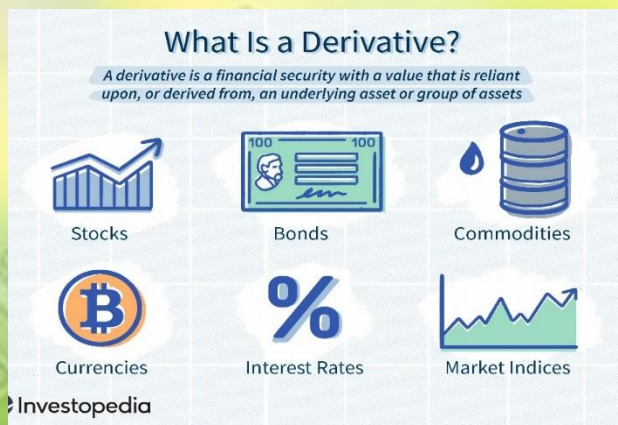 What Is a Derivative?
A derivative is a financial security with a value that is reliant
upon, or derived from, an underlying asset or group of assets
100 100
Stocks Bonds Commodities
Currencies Interest Rates Market Indices
Investopedia